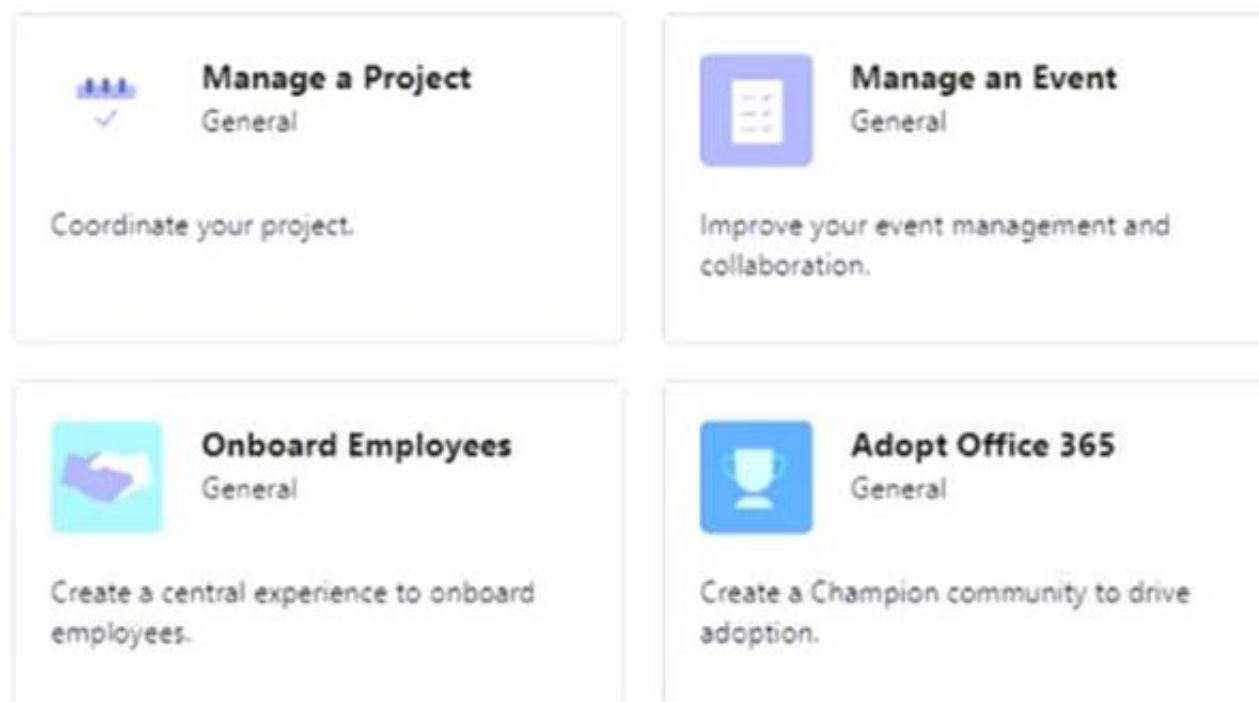 Manage a Project
General
Coordinate your project.
Manage an Event
General
Improve your event management and
collaboration.
Onboard Employees
General
Create a central experience to onboard
employees.
Adopt Office 365
General
Create a Champion community to drive
adoption.